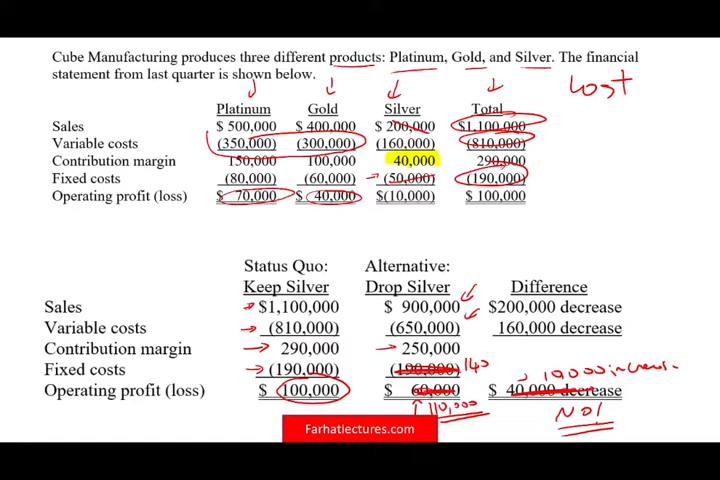 Cube Manufacturing produces three different products: Platinum, Gold, and Silver. The financial
statement from last quarter is shown below.
Lost
Platinum Gold Silver Total
Sales $ 500,000 $ 400,000 $ 200,000 $1,100,000
Variable costs (350,000) (300,000) (160,000) (810,000)
Contribution margin 150,000 100,000 40,000 290,000
Fixed costs (80,000) (60,000) (50,000) (190,000)
Operating profit (loss) $ 70,000 $ 40,000 $(10,000) $ 100,000
Status Quo: Alternative:
Keep Silver Drop Silver Difference
Sales $1,100,000 $ 900,000 $200,000 decrease
Variable costs (810,000) (650,000) 160,000 decrease
Contribution margin 290,000 250,000
Fixed costs (190,000) (190,000) 140 10000 increase
Operating profit (loss) $ 100,000 $ 60,000 $ 40,000 decrease
110,000 No!
Farhatlectures.com